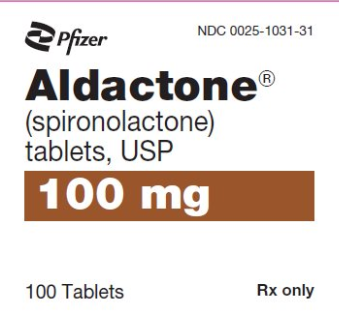 Pfizer
NDC 0025-1031-31
Aldactone®
(spironolactone)
tablets, USP
100 mg
100 Tablets
Rx only